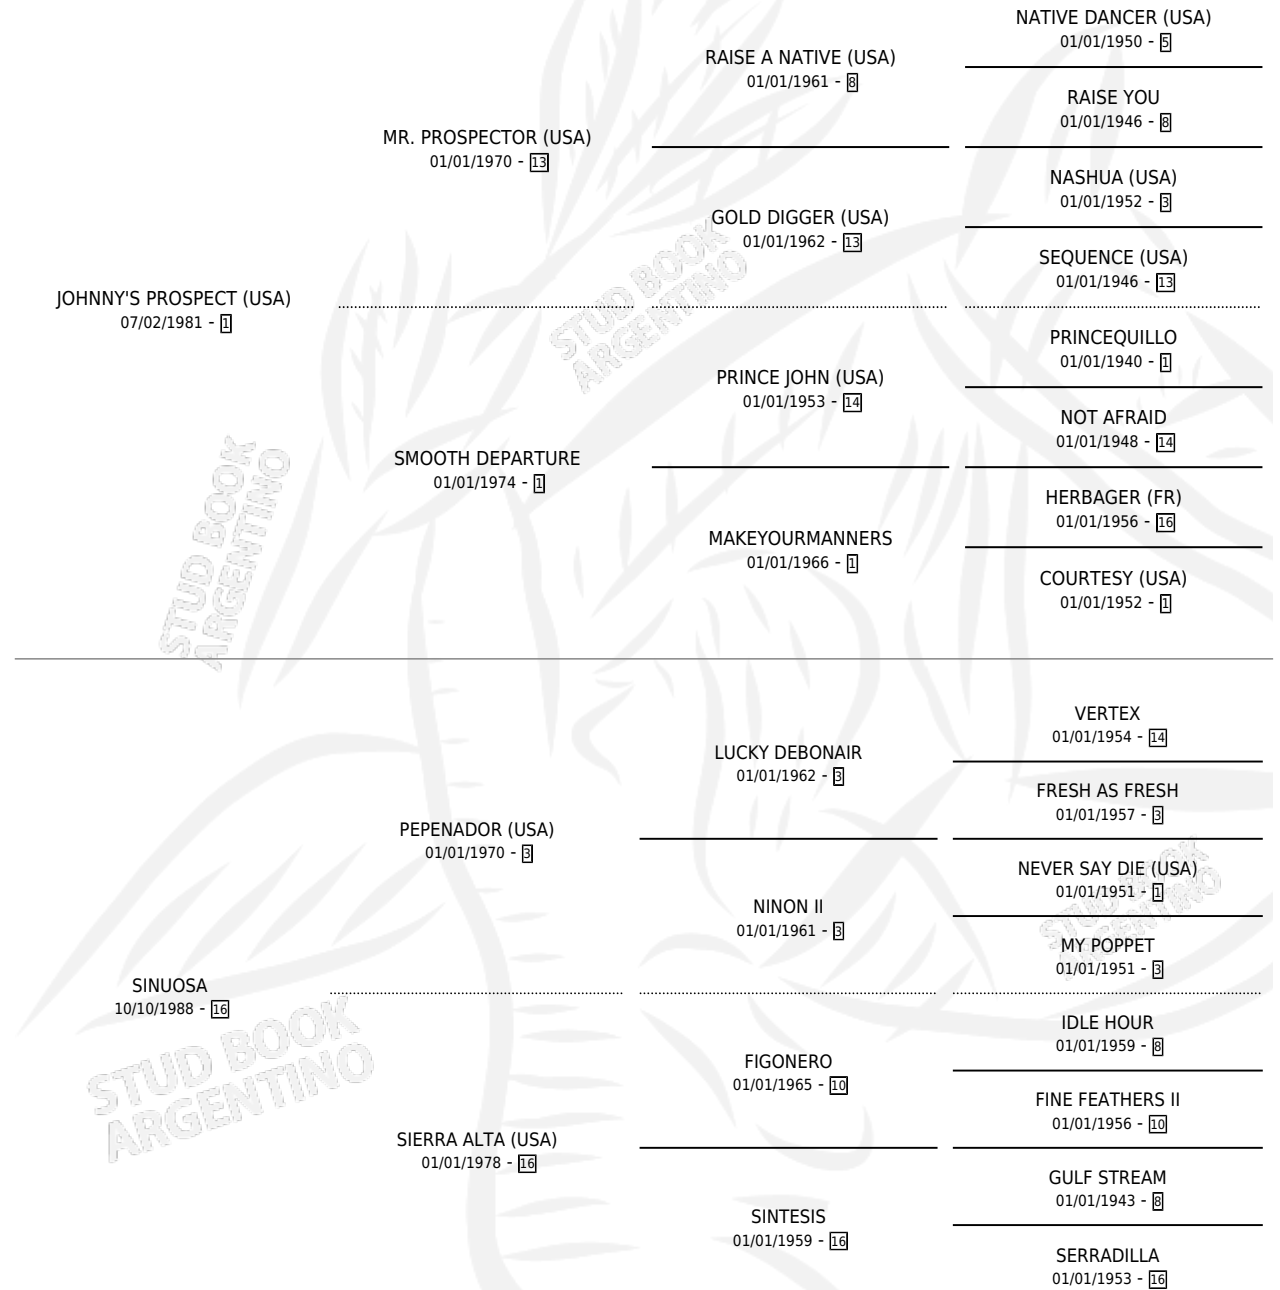 NATIVE DANCER (USA)
01/01/1950 - 5
RAISE A NATIVE (USA)
01/01/1961 - 8
RAISE YOU
01/01/1946 - 8
MR. PROSPECTOR (USA)
01/01/1970 - 13
NASHUA (USA)
01/01/1952 - 3
GOLD DIGGER (USA)
01/01/1962 - 13
SEQUENCE (USA)
01/01/1946 - 13
JOHNNY'S PROSPECT (USA)
07/02/1981 - 1
PRINCEQUILLO
01/01/1940 - 1
PRINCE JOHN (USA)
01/01/1953 - 14
NOT AFRAID
01/01/1948 - 14
SMOOTH DEPARTURE
01/01/1974 - 1
HERBAGER (FR)
01/01/1956 - 16
MAKEYOURMANNERS
01/01/1966 - 1
COURTESY (USA)
01/01/1952 - 1
VERTEX
01/01/1954 - 14
LUCKY DEBONAIR
01/01/1962 - 3
FRESH AS FRESH
01/01/1957 - 3
PEPENADOR (USA)
01/01/1970 - 3
NEVER SAY DIE (USA)
01/01/1951 - 1
NINON II
01/01/1961 - 3
MY POPPET
01/01/1951 - 3
SINUOSA
10/10/1988 - 16
IDLE HOUR
01/01/1959 - 8
FIGONERO
01/01/1965 - 10
FINE FEATHERS II
01/01/1956 - 10
SIERRA ALTA (USA)
01/01/1978 - 16
GULF STREAM
01/01/1943 - 8
SINTESIS
01/01/1959 - 16
SERRADILLA
01/01/1953 - 16
STUD BOOK
ARGENTINO
STUD BOOK
ARGENTINO
STUD BOOK
ARGENTINO
STUD BOOK
ARGENTINO